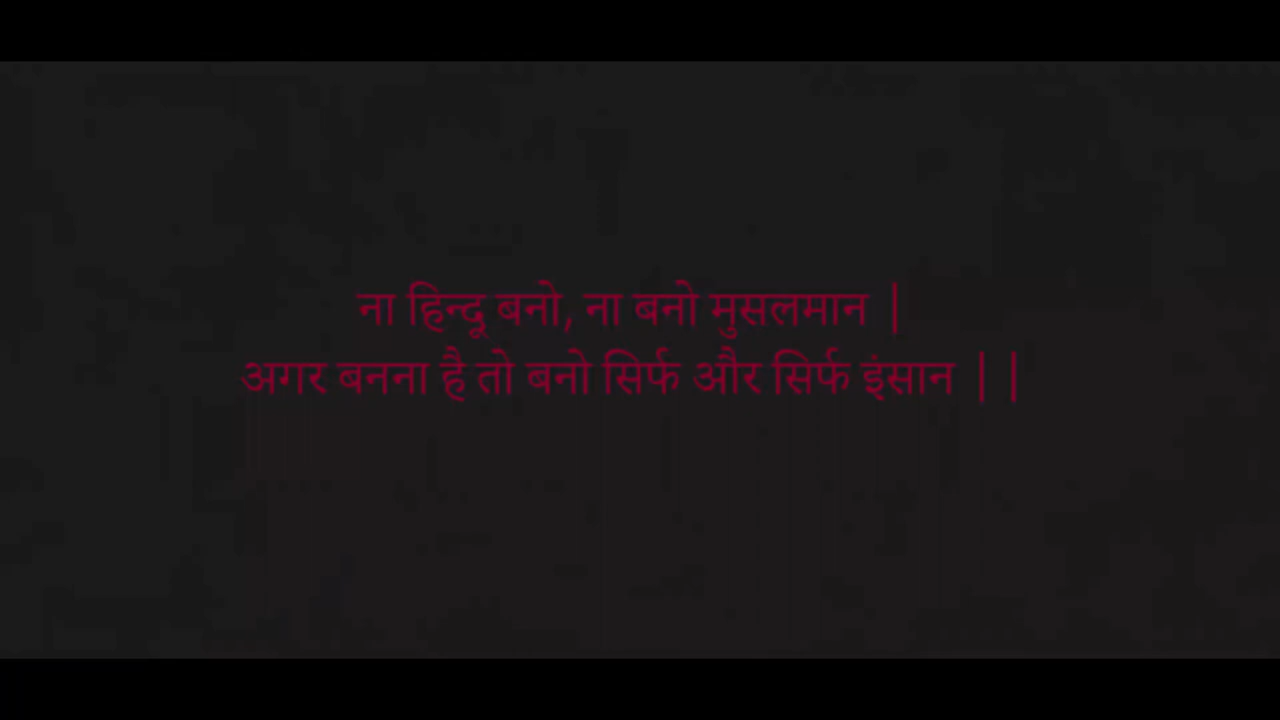 ना हिन्दू बनो, ना बनो मुसलमान |
अगर बनना है तो बनो सिर्फ और सिर्फ इंसान ||